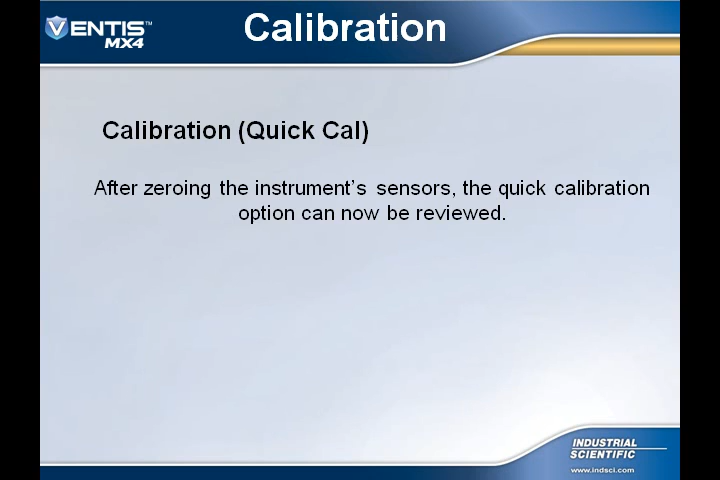 VENTIS™
MX4
Calibration
Calibration (Quick Cal)
After zeroing the instrument's sensors, the quick calibration
option can now be reviewed.
INDUSTRIAL
SCIENTIFIC
www.indsci.com